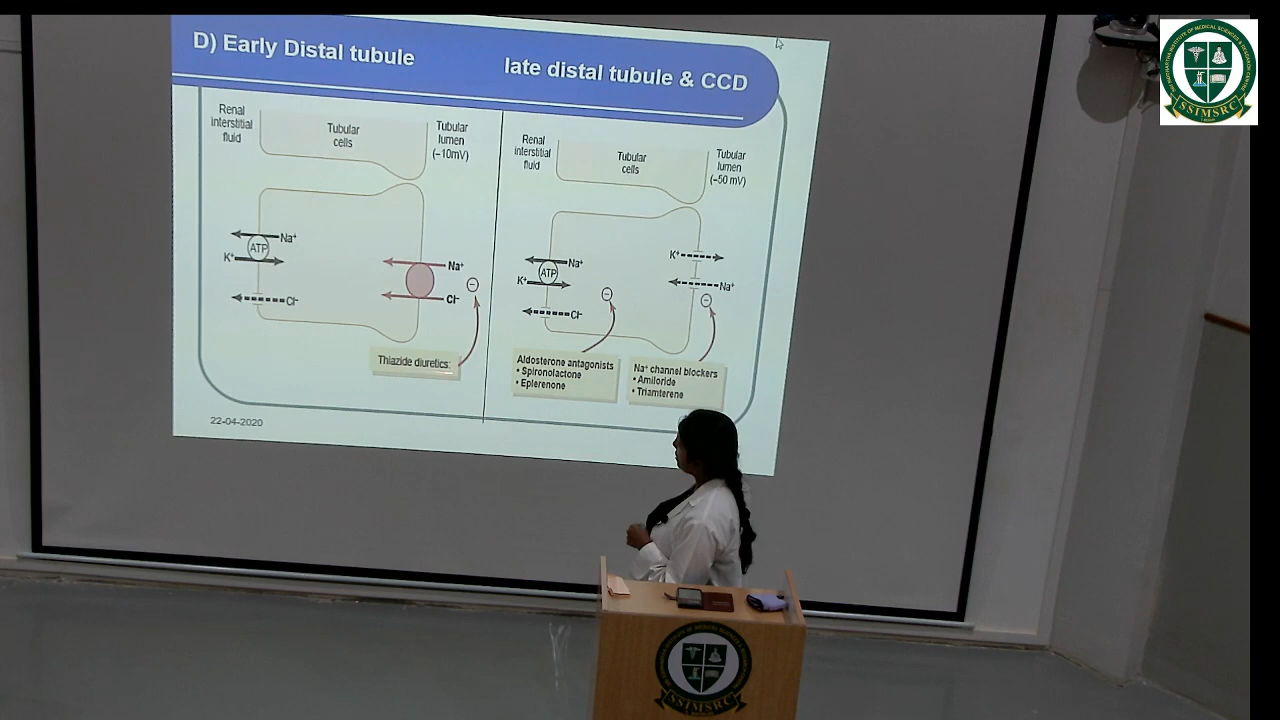 D) Early Distal tubule
late distal tubule & CCD
Renal
interstitial
fluid
Tubular
cells
Tubular
lumen
(–10mV)
Na⁺
ATP
K⁺
Cl⁻
Na⁺
Cl⁻
Thiazide diuretics:
Renal
interstitial
fluid
Tubular
cells
Tubular
lumen
(–50 mV)
Na⁺
ATP
K⁺
Cl⁻
K⁺
Na⁺
Aldosterone antagonists
• Spironolactone
• Eplerenone
Na⁺ channel blockers
• Amiloride
• Triamterene
22-04-2020
SSIMSRC
SSIMSRC